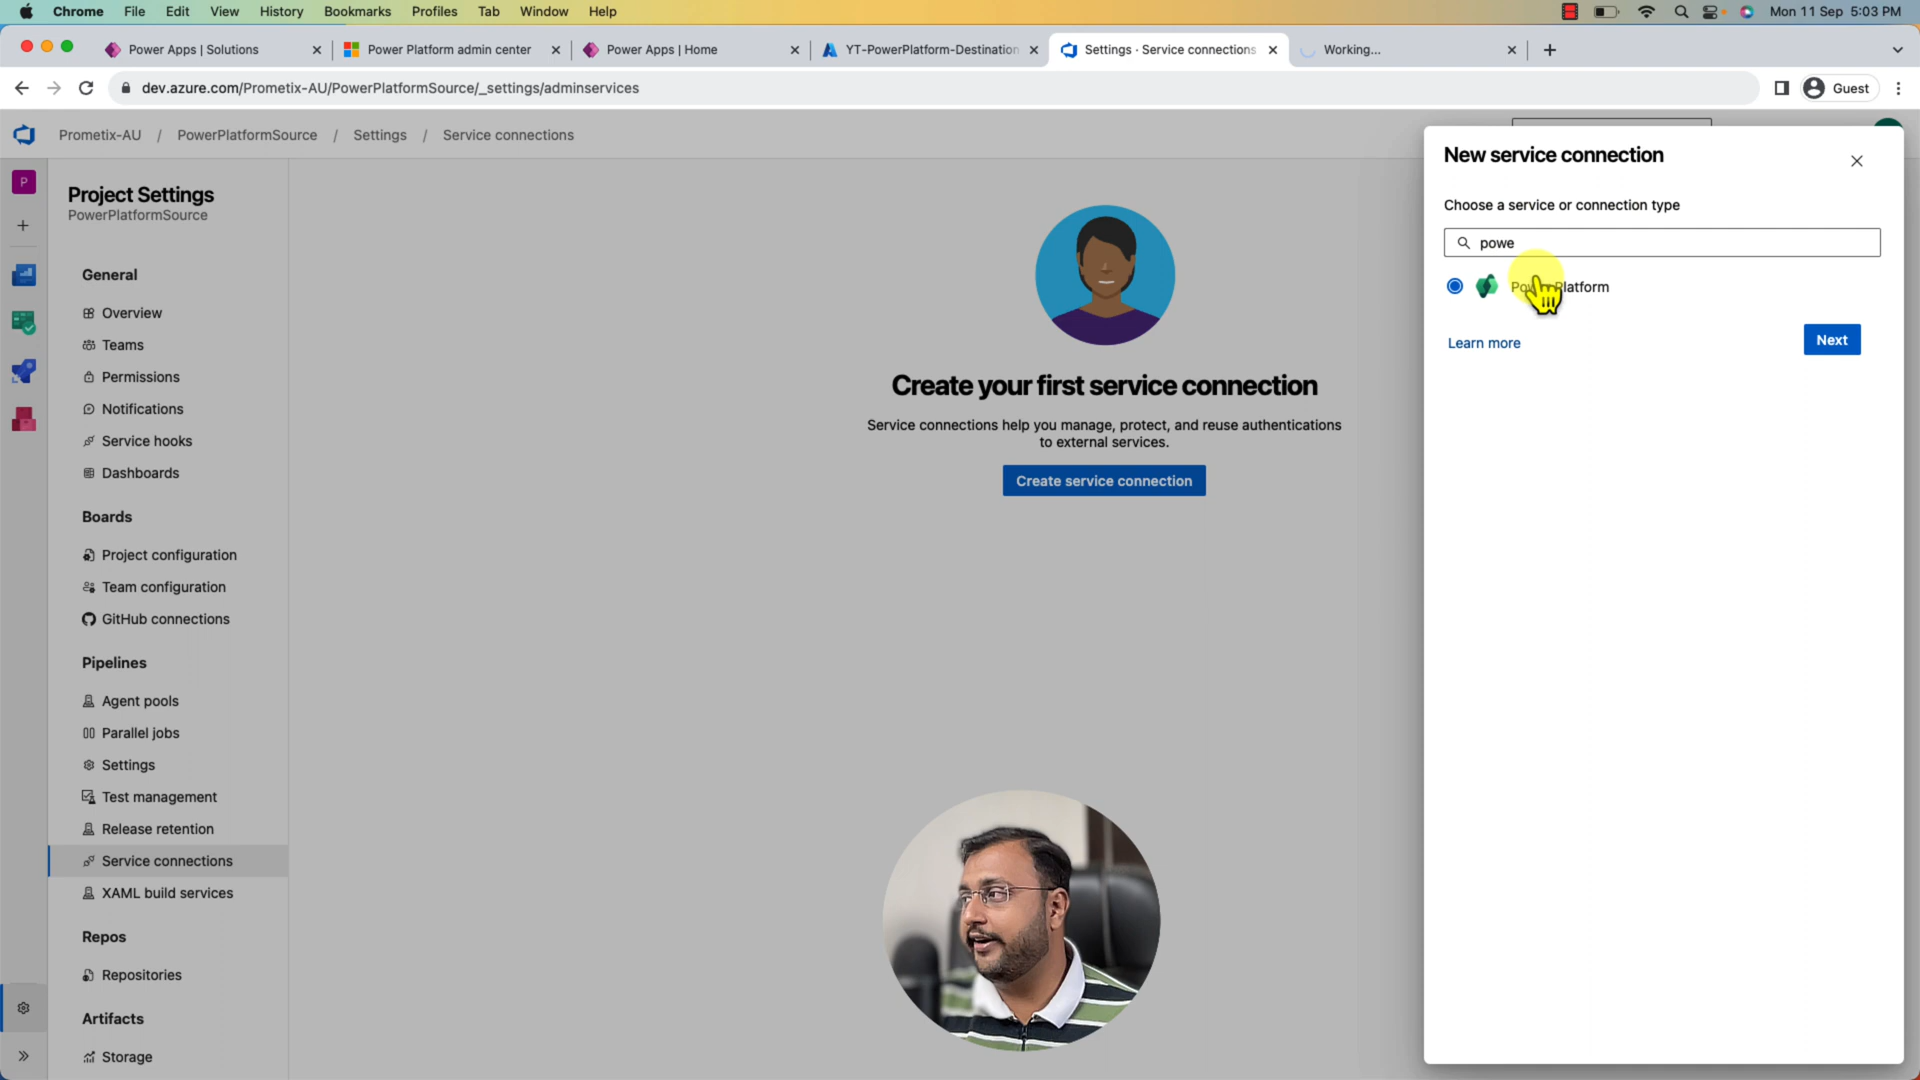 Chrome File Edit View History Bookmarks Profiles Tab Window Help Mon 11 Sep 5:03 PM
Power Apps | Solutions Power Platform admin center Power Apps | Home YT-PowerPlatform-Destination Settings · Service connections Working...
dev.azure.com/Prometix-AU/PowerPlatformSource/_settings/adminservices Guest
Prometix-AU / PowerPlatformSource / Settings / Service connections
P
Project Settings
PowerPlatformSource
General
Overview
Teams
Permissions
Notifications
Service hooks
Dashboards
Boards
Project configuration
Team configuration
GitHub connections
Pipelines
Agent pools
Parallel jobs
Settings
Test management
Release retention
Service connections
XAML build services
Repos
Repositories
Artifacts
Storage
Create your first service connection
Service connections help you manage, protect, and reuse authentications
to external services.
Create service connection
New service connection
Choose a service or connection type
powe
Power Platform
Learn more Next